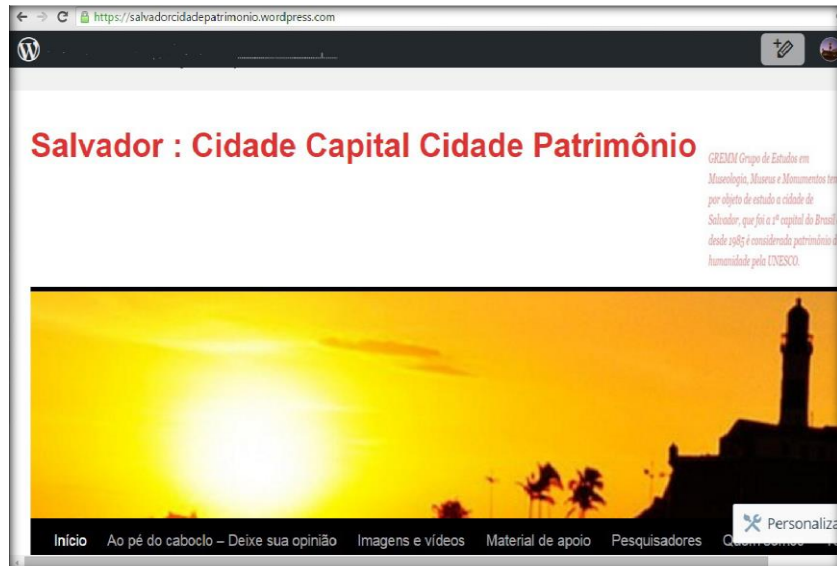 https://salvadorcidadepatrimonio.wordpress.com
Salvador : Cidade Capital Cidade Patrimônio
GREMM Grupo de Estudos em
Museologia, Museus e Monumentos tem
por objeto de estudo a cidade de
Salvador, que foi a 1ª capital do Brasil
desde 1985 é considerada patrimônio d
humanidade pela UNESCO.
Personaliza
Início Ao pé do caboclo – Deixe sua opinião Imagens e vídeos Material de apoio Pesquisadores